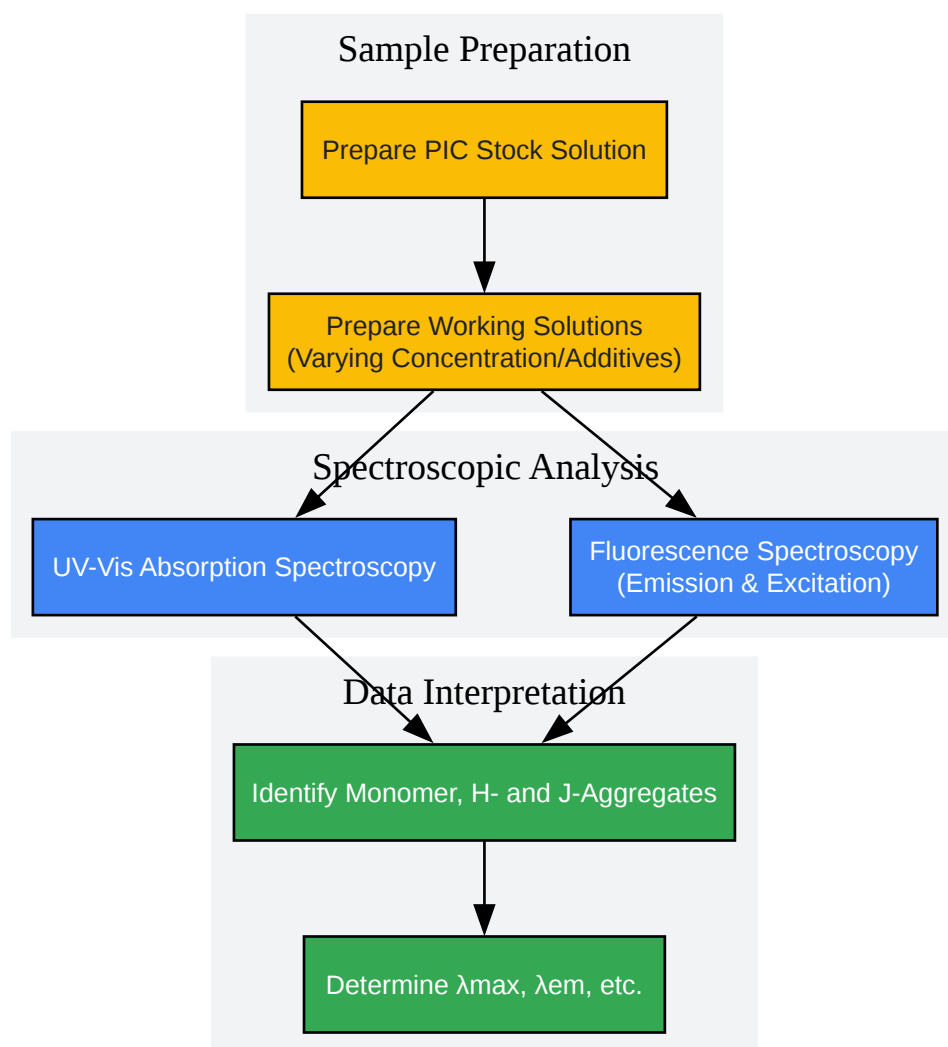 Sample Preparation
Prepare PIC Stock Solution
Prepare Working Solutions
(Varying Concentration/Additives)
Spectroscopic Analysis
UV-Vis Absorption Spectroscopy
Fluorescence Spectroscopy
(Emission & Excitation)
Data Interpretation
Identify Monomer, H- and J-Aggregates
Determine λmax, λem, etc.